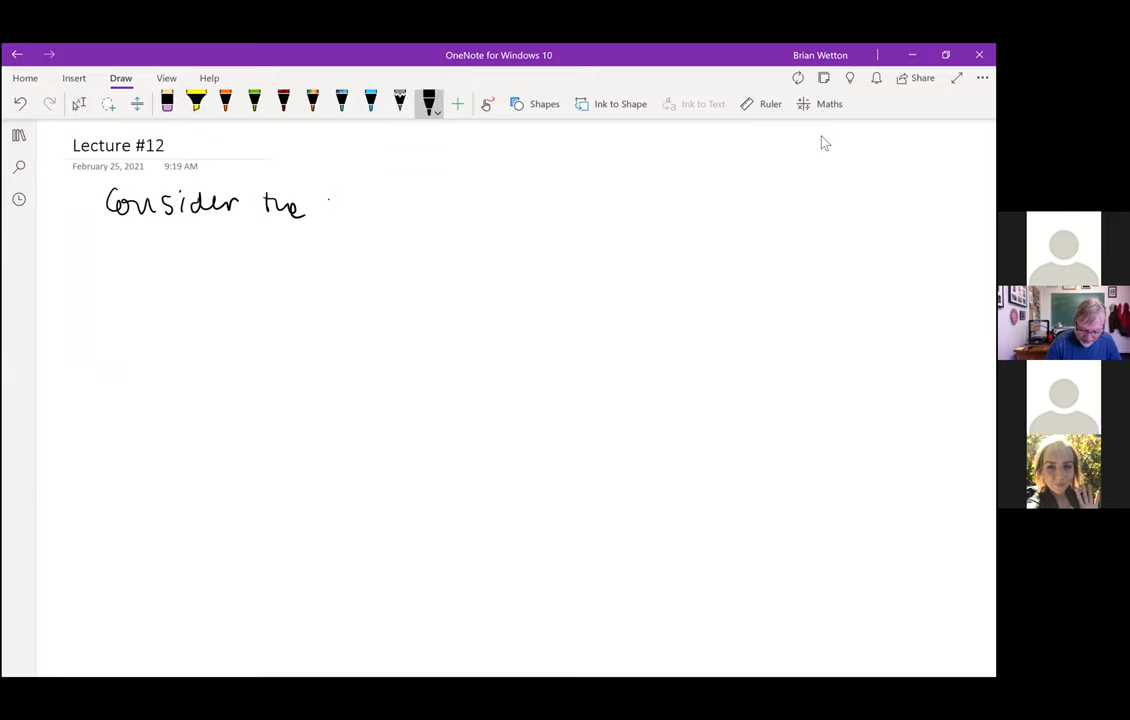 OneNote for Windows 10
Brian Wetton
Home Insert Draw View Help
Share
Shapes Ink to Shape Ink to Text Ruler Maths
Lecture #12
February 25, 2021 9:19 AM
Consider the